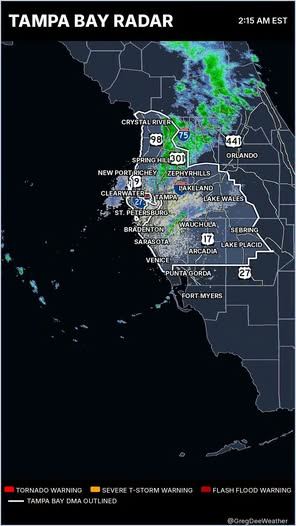 TAMPA BAY RADAR
2:15 AM EST
CRYSTAL RIVER
98
75
441
SPRING HILL
301
ORLANDO
NEW PORT RICHEY
ZEPHYRHILLS
19
LAKELAND
CLEARWATER
TAMPA
LAKE WALES
275
ST. PETERSBURG
WAUCHULA
BRADENTON
SEBRING
17
SARASOTA
LAKE PLACID
ARCADIA
VENICE
PUNTA GORDA
27
FORT MYERS
TORNADO WARNING
SEVERE T-STORM WARNING
FLASH FLOOD WARNING
TAMPA BAY DMA OUTLINED
@GregDeeWeather